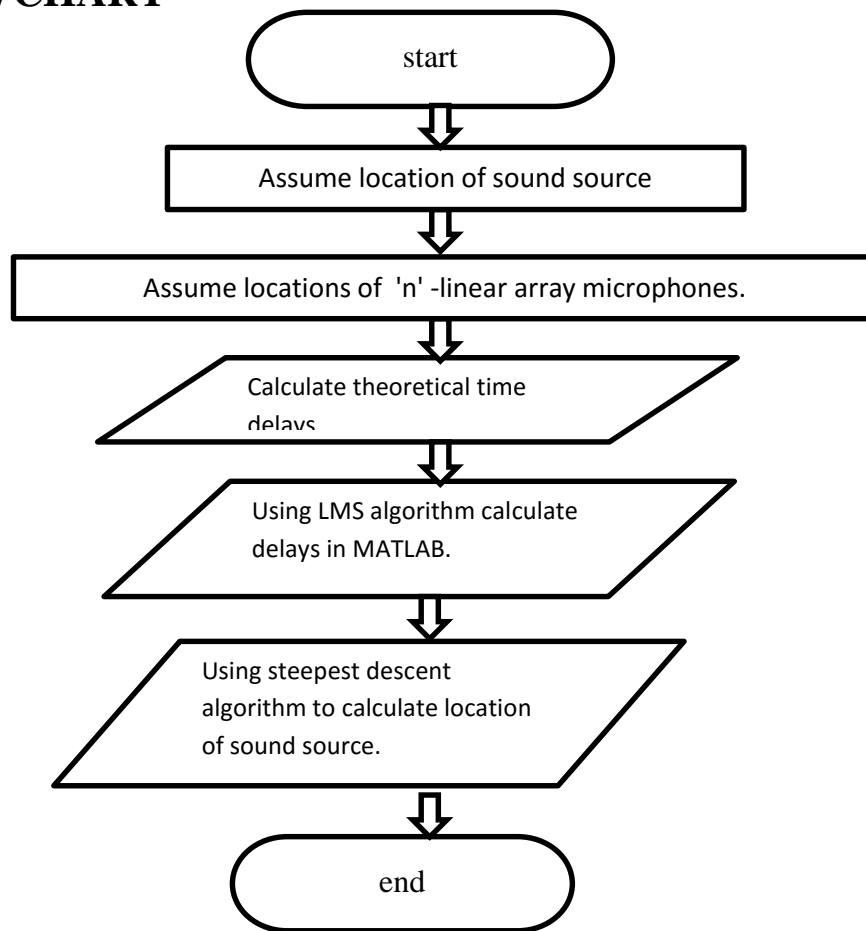 CHART
start
Assume location of sound source
Assume locations of 'n' -linear array microphones.
Calculate theoretical time
delays
Using LMS algorithm calculate
delays in MATLAB.
Using steepest descent
algorithm to calculate location
of sound source.
end